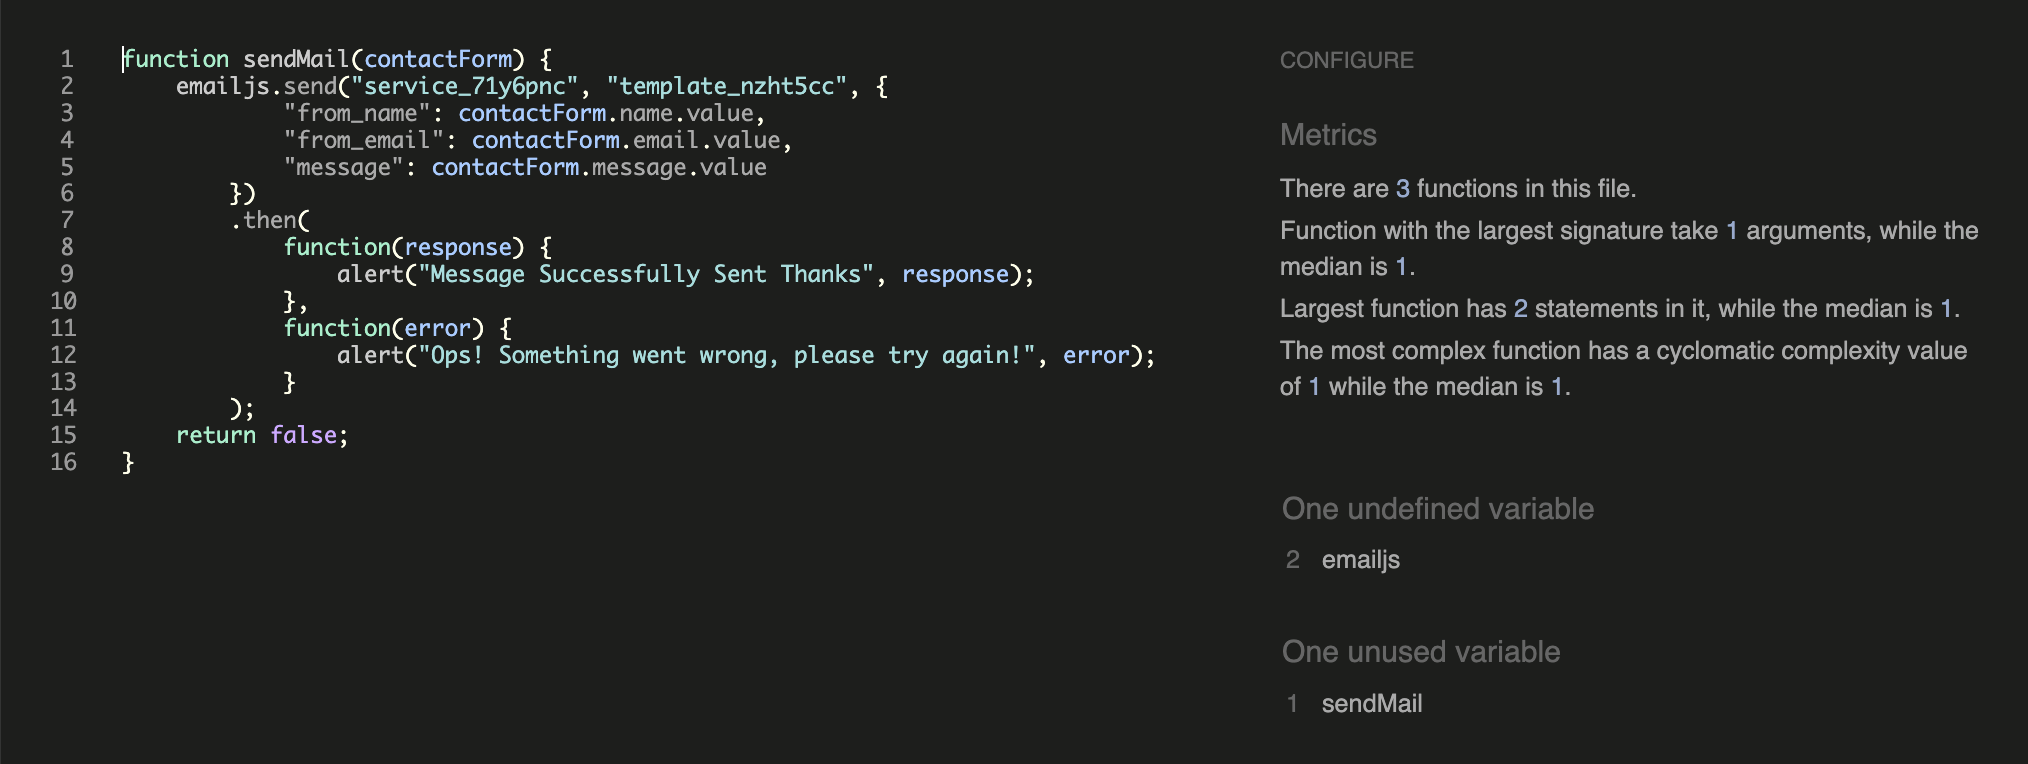 1 function sendMail(contactForm) {
2 emailjs.send("service_71y6pnc", "template_nzht5cc", {
3 "from_name": contactForm.name.value,
4 "from_email": contactForm.email.value,
5 "message": contactForm.message.value
6 })
7 .then(
8 function(response) {
9 alert("Message Successfully Sent Thanks", response);
10 },
11 function(error) {
12 alert("Ops! Something went wrong, please try again!", error);
13 }
14 );
15 return false;
16 }
CONFIGURE
Metrics
There are 3 functions in this file.
Function with the largest signature take 1 arguments, while the
median is 1.
Largest function has 2 statements in it, while the median is 1.
The most complex function has a cyclomatic complexity value
of 1 while the median is 1.
One undefined variable
2 emailjs
One unused variable
1 sendMail